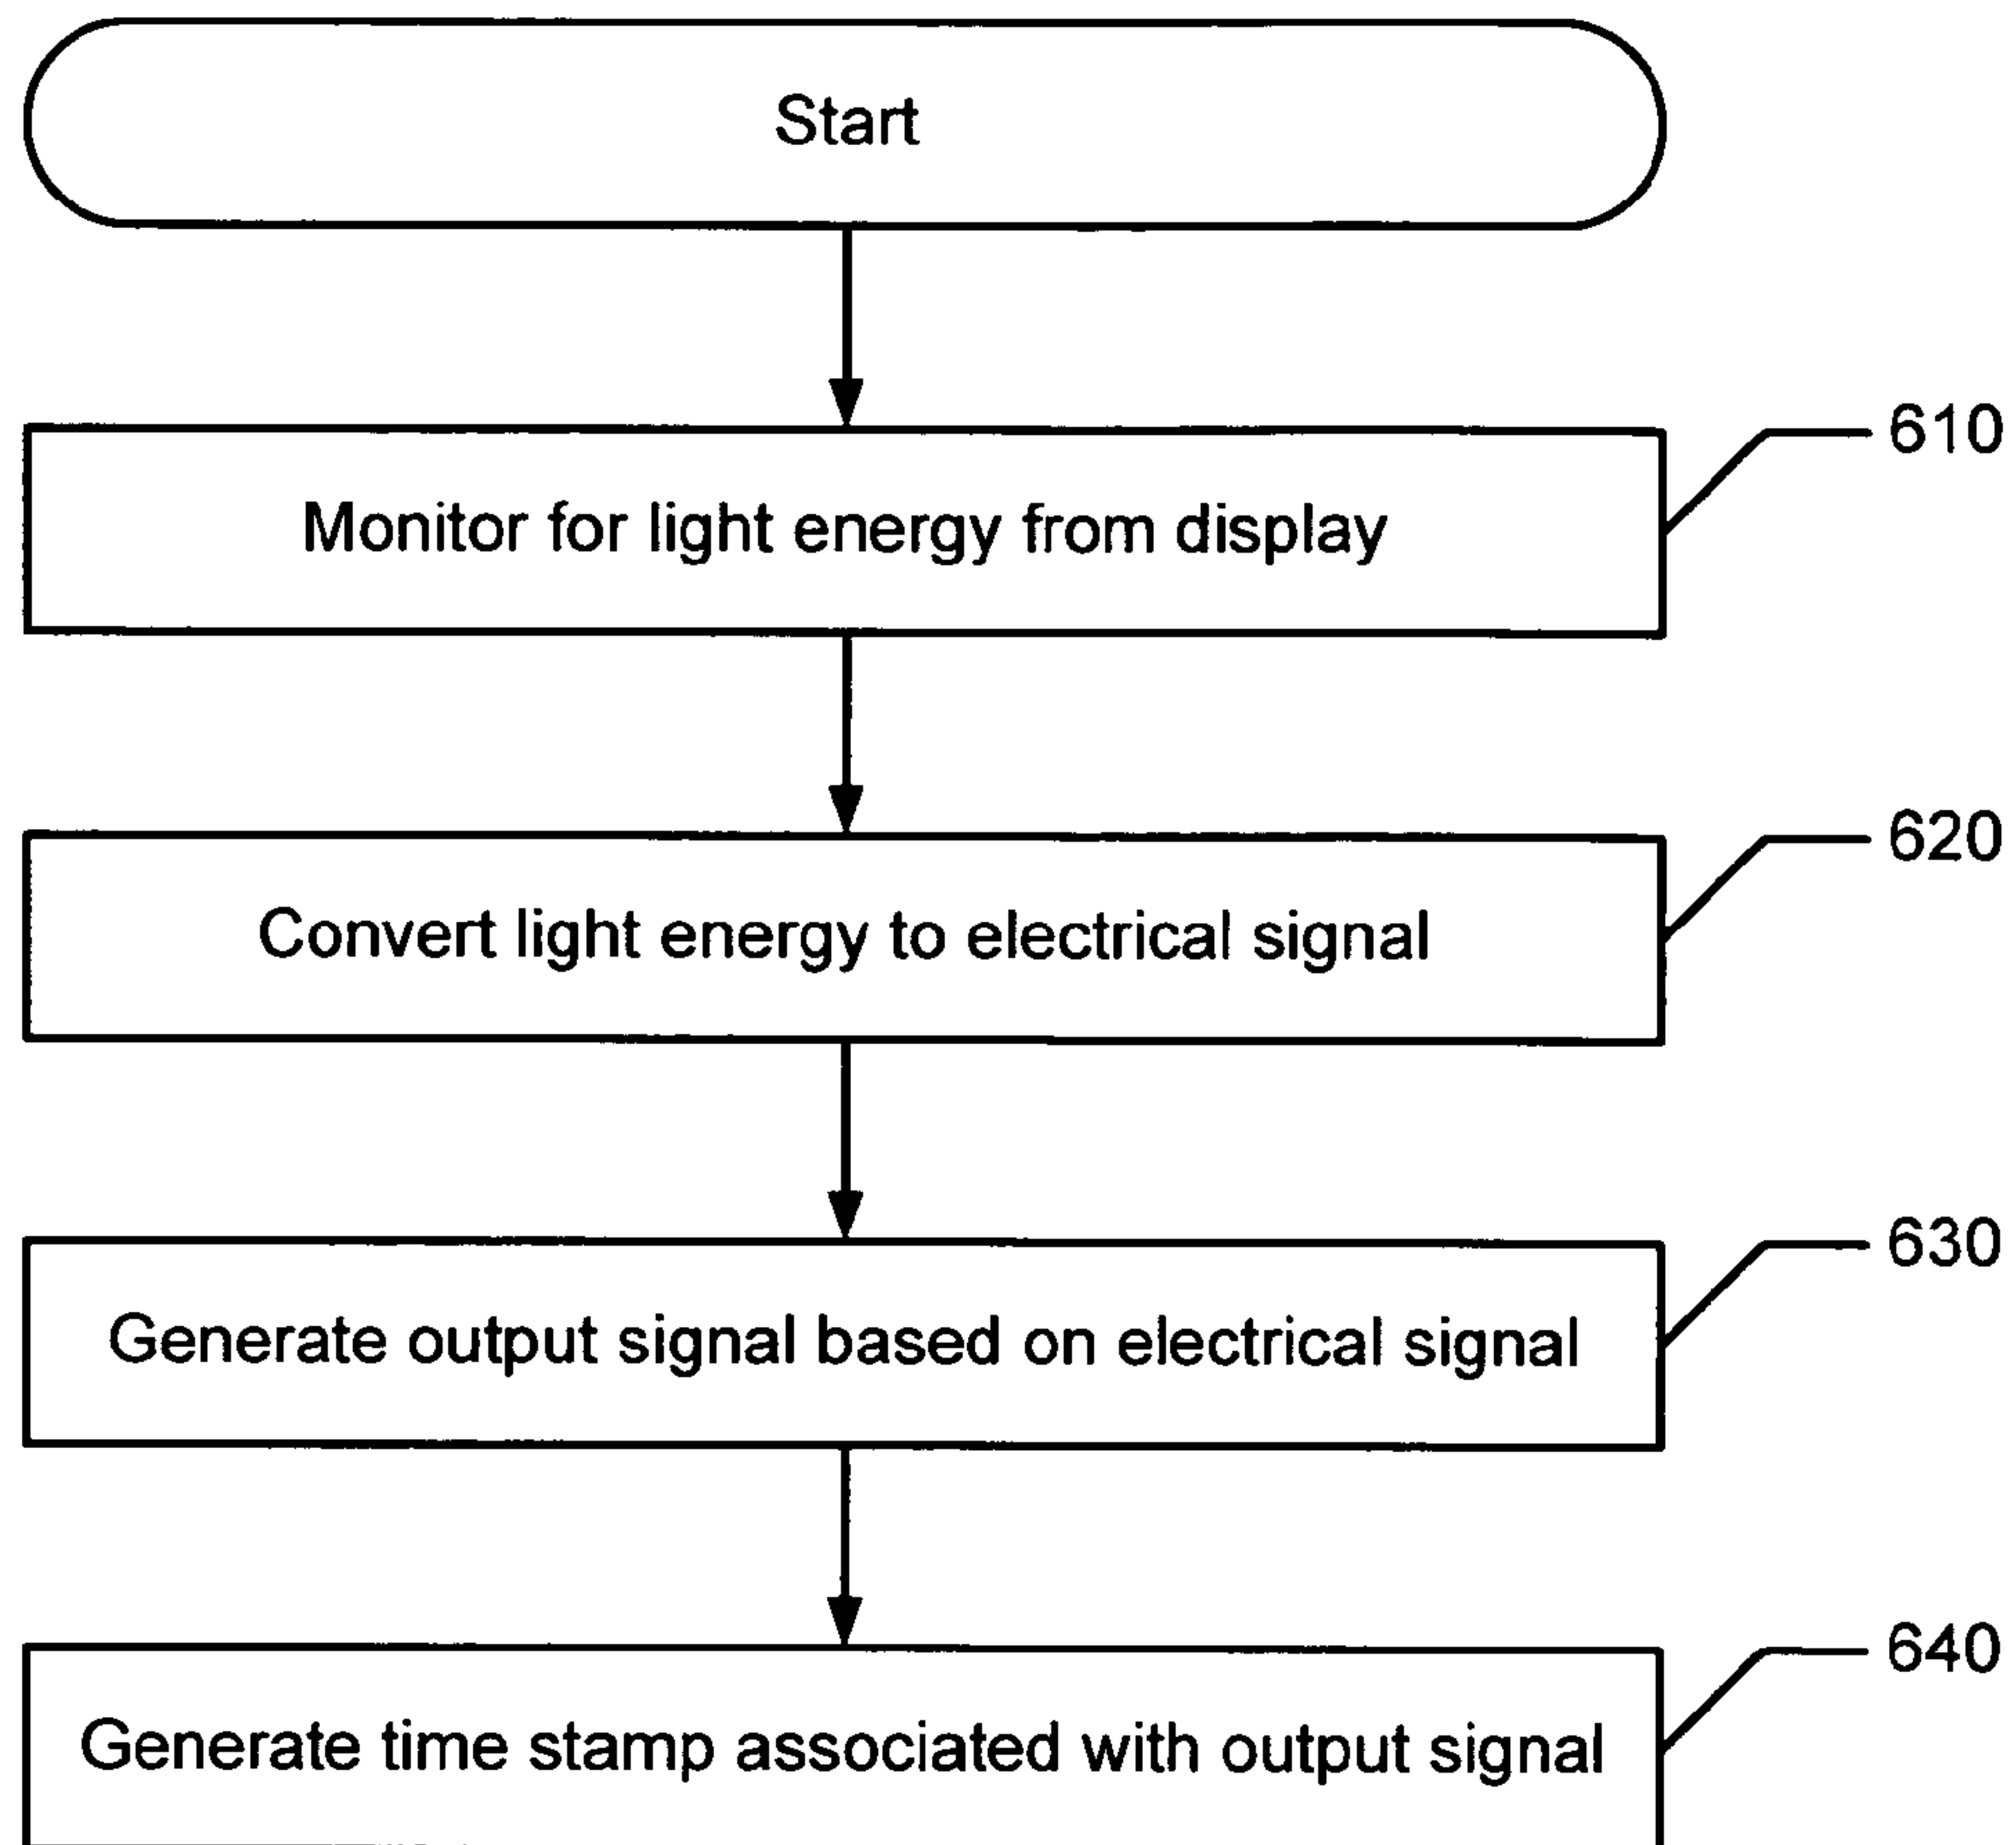 Start
610
Monitor for light energy from display
620
Convert light energy to electrical signal
630
Generate output signal based on electrical signal
640
Generate time stamp associated with output signal